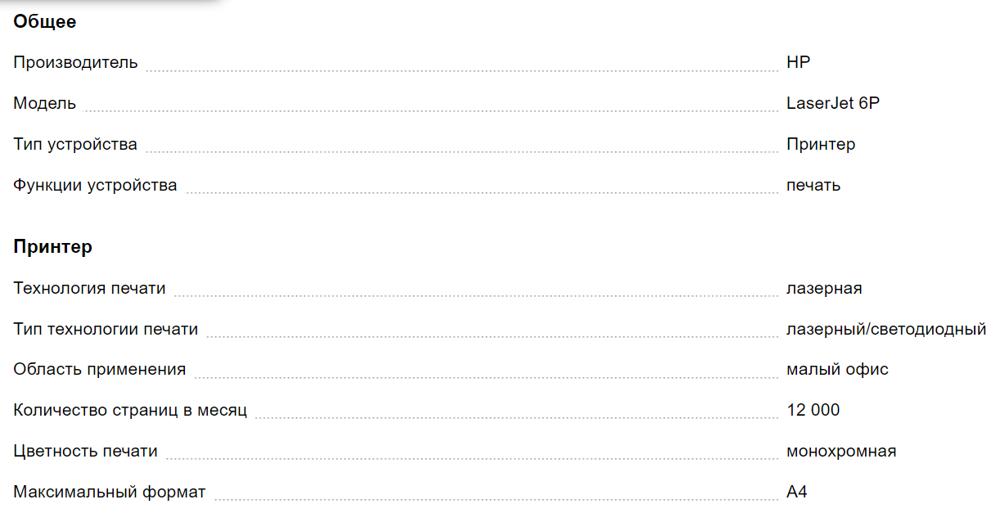 Общее
Производитель HP
Модель LaserJet 6P
Тип устройства Принтер
Функции устройства печать
Принтер
Технология печати лазерная
Тип технологии печати лазерный/светодиодный
Область применения малый офис
Количество страниц в месяц 12 000
Цветность печати монохромная
Максимальный формат A4